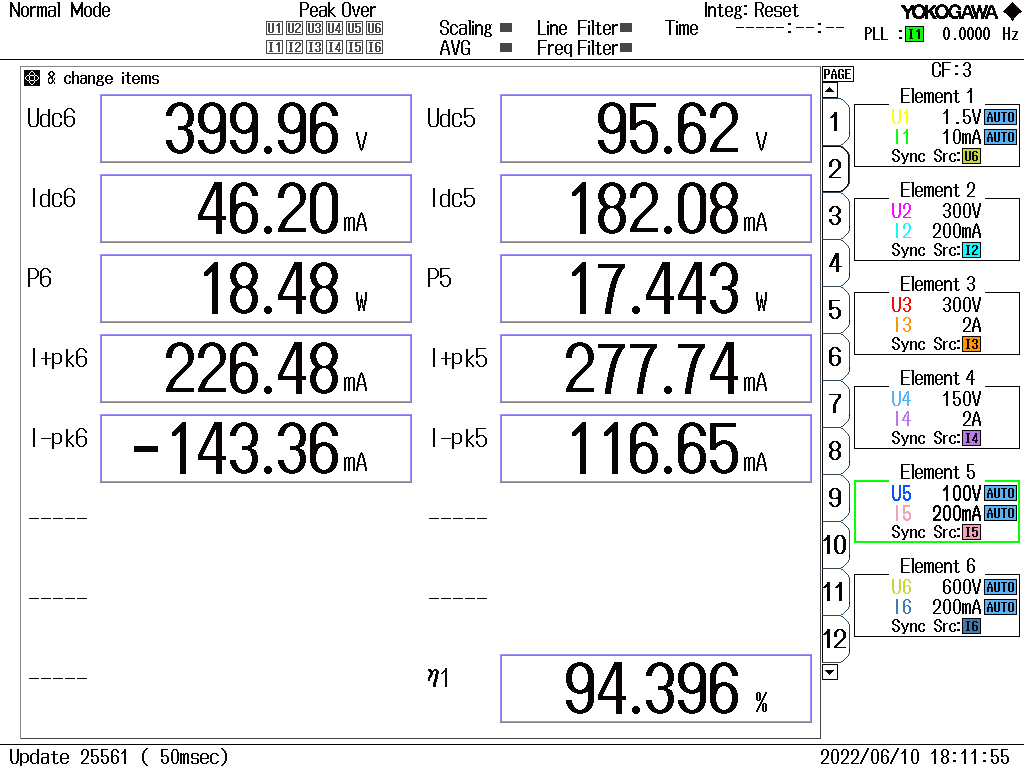 Normal Mode
Peak Over
U1 U2 U3 U4 U5 U6
I1 I2 I3 I4 I5 I6
Scaling
AVG
Line Filter
Freq Filter
Integ: Reset
Time -----:--:--
YOKOGAWA
PLL :I1 0.0000 Hz
8 change items
Udc6 399.96 V
Udc5 95.62 V
Idc6 46.20 mA
Idc5 182.08 mA
P6 18.48 W
P5 17.443 W
I+pk6 226.48 mA
I+pk5 277.74 mA
I-pk6 -143.36 mA
I-pk5 116.65 mA
-----
-----
-----
-----
-----
η1 94.396 %
PAGE
1
2
3
4
5
6
7
8
9
10
11
12
CF:3
Element 1
U1 1.5V AUTO
I1 10mA AUTO
Sync Src:U6
Element 2
U2 300V
I2 200mA
Sync Src:I2
Element 3
U3 300V
I3 2A
Sync Src:I3
Element 4
U4 150V
I4 2A
Sync Src:I4
Element 5
U5 100V AUTO
I5 200mA AUTO
Sync Src:I5
Element 6
U6 600V AUTO
I6 200mA AUTO
Sync Src:I6
Update 25561 ( 50msec)
2022/06/10 18:11:55